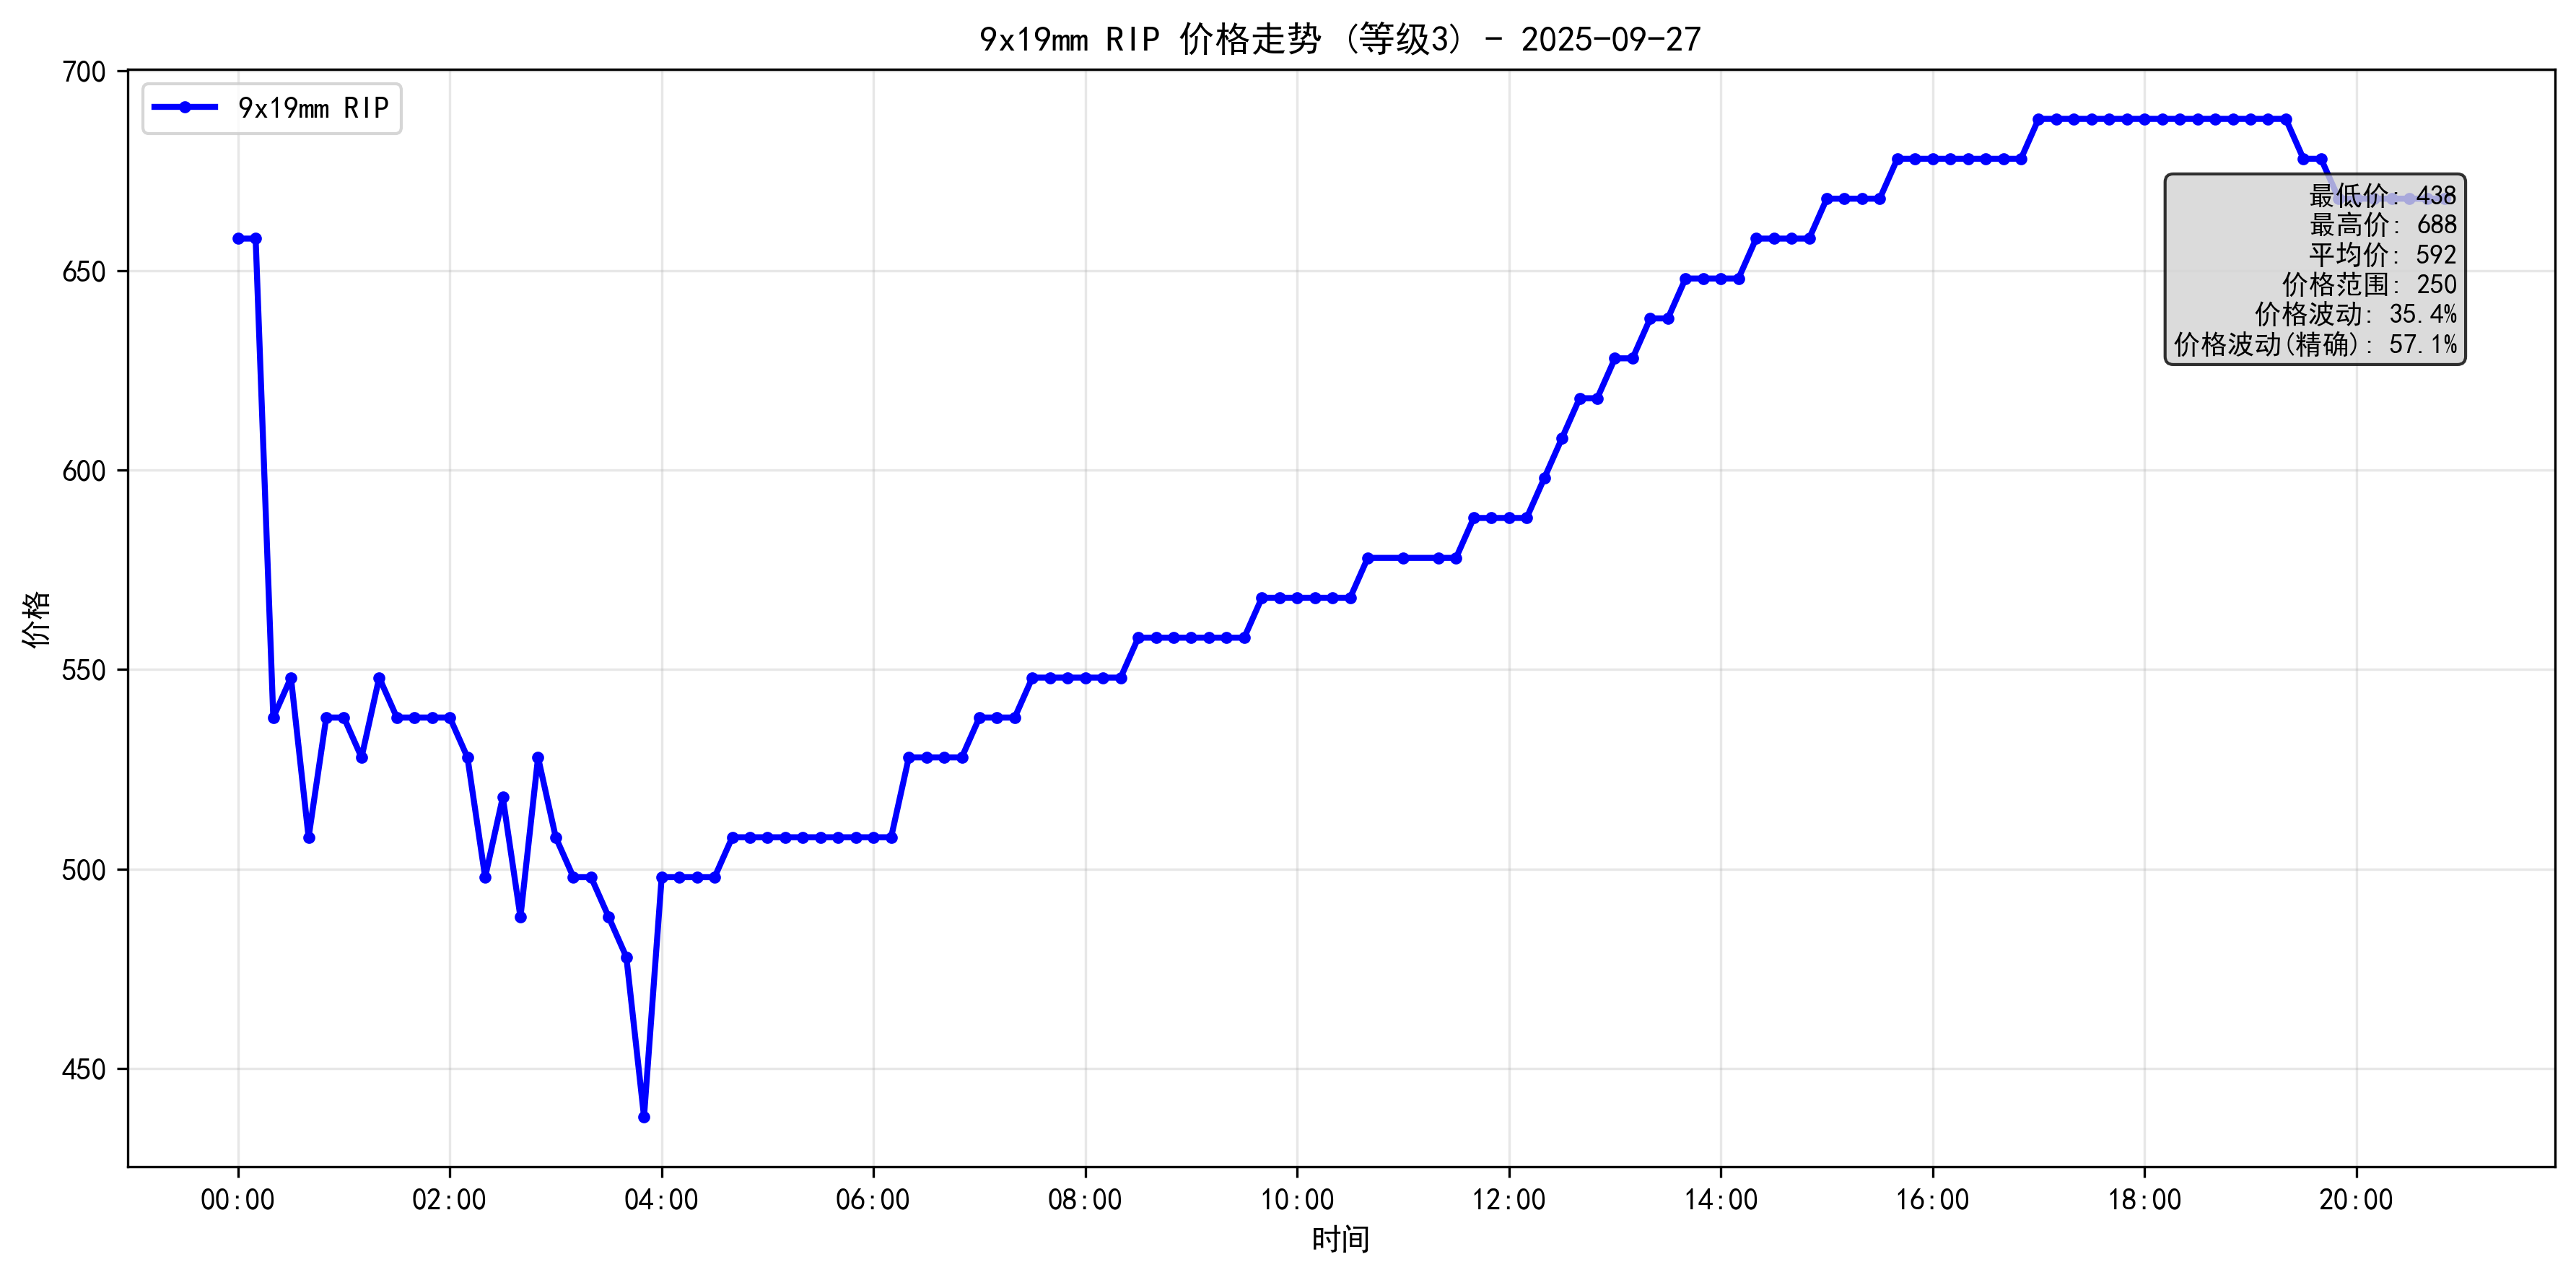 9x19mm RIP 价格走势 (等级3) - 2025-09-27
9x19mm RIP
700
650
600
550
500
450
价格
最低价: 438
最高价: 688
平均价: 592
价格范围: 250
价格波动: 35.4%
价格波动(精确): 57.1%
00:00 02:00 04:00 06:00 08:00 10:00 12:00 14:00 16:00 18:00 20:00
时间